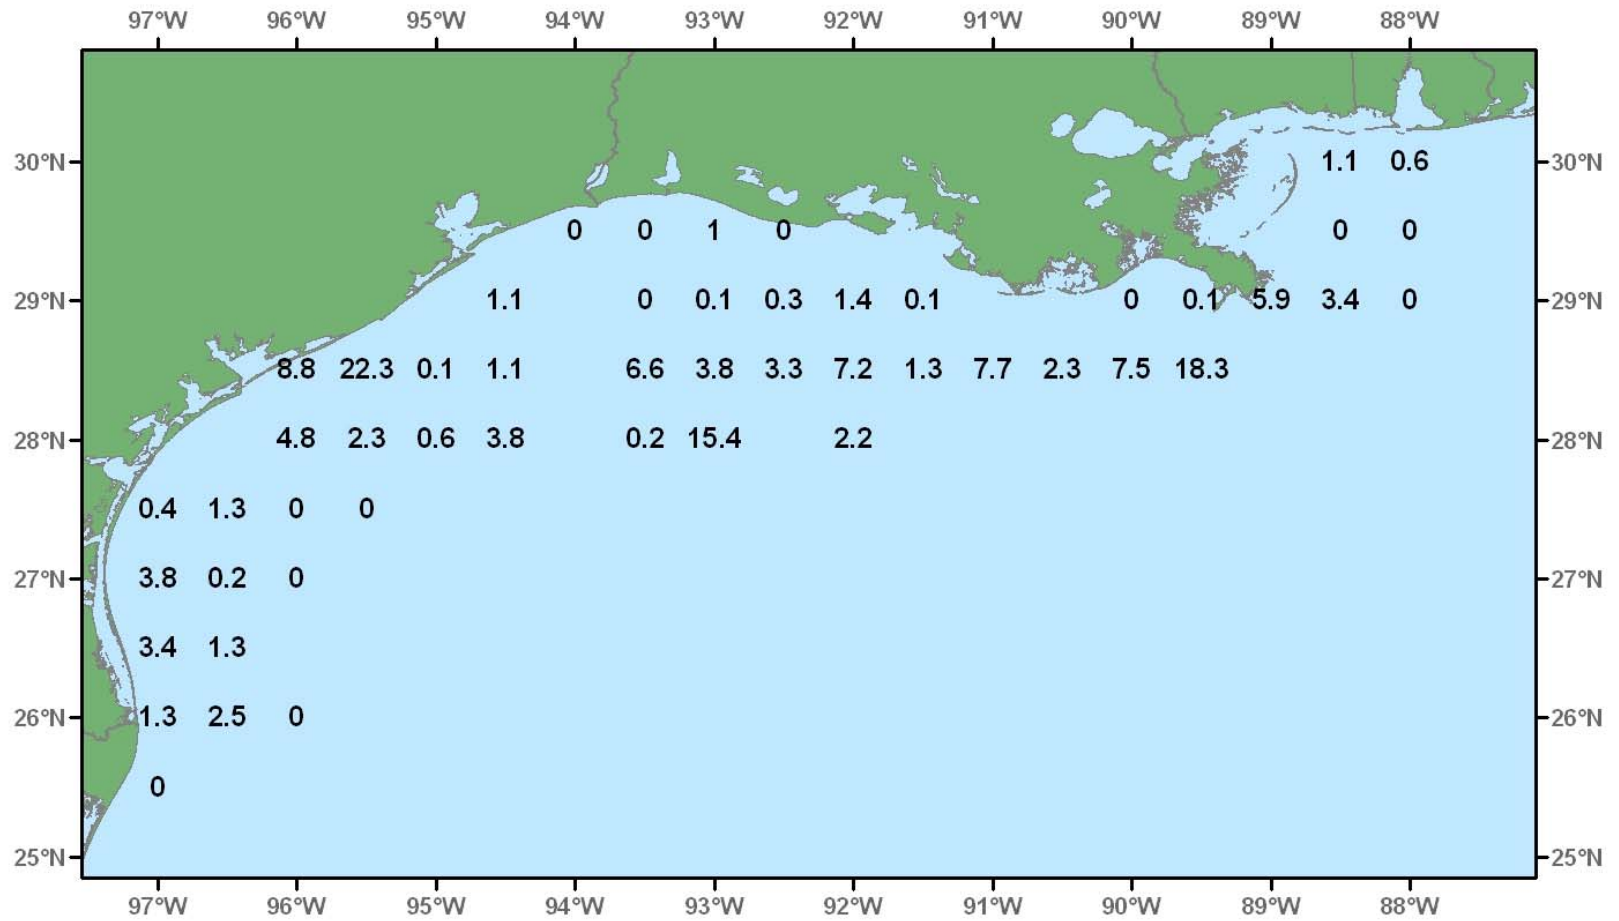 97°W 96°W 95°W 94°W 93°W 92°W 91°W 90°W 89°W 88°W
30°N 1.1 0.6 30°N
0 0 1 0 0 0
29°N 1.1 0 0.1 0.3 1.4 0.1 0 0.1 5.9 3.4 0 29°N
8.8 22.3 0.1 1.1 6.6 3.8 3.3 7.2 1.3 7.7 2.3 7.5 18.3
28°N 4.8 2.3 0.6 3.8 0.2 15.4 2.2 28°N
0.4 1.3 0 0
27°N 3.8 0.2 0 27°N
3.4 1.3
26°N 1.3 2.5 0 26°N
0
25°N 25°N
97°W 96°W 95°W 94°W 93°W 92°W 91°W 90°W 89°W 88°W